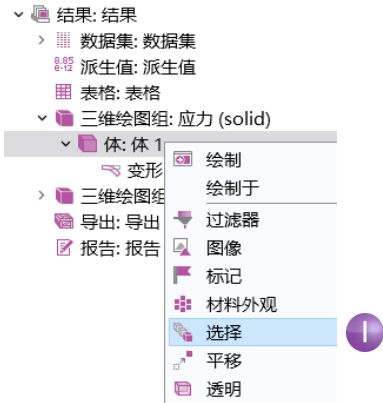 结果: 结果
数据集: 数据集
8.85
e-12 派生值: 派生值
表格: 表格
三维绘图组: 应力 (solid)
体: 体 1
变形
三维绘图组
导出: 导出
报告: 报告
绘制
绘制于
过滤器
图像
标记
材料外观
选择
平移
透明
I